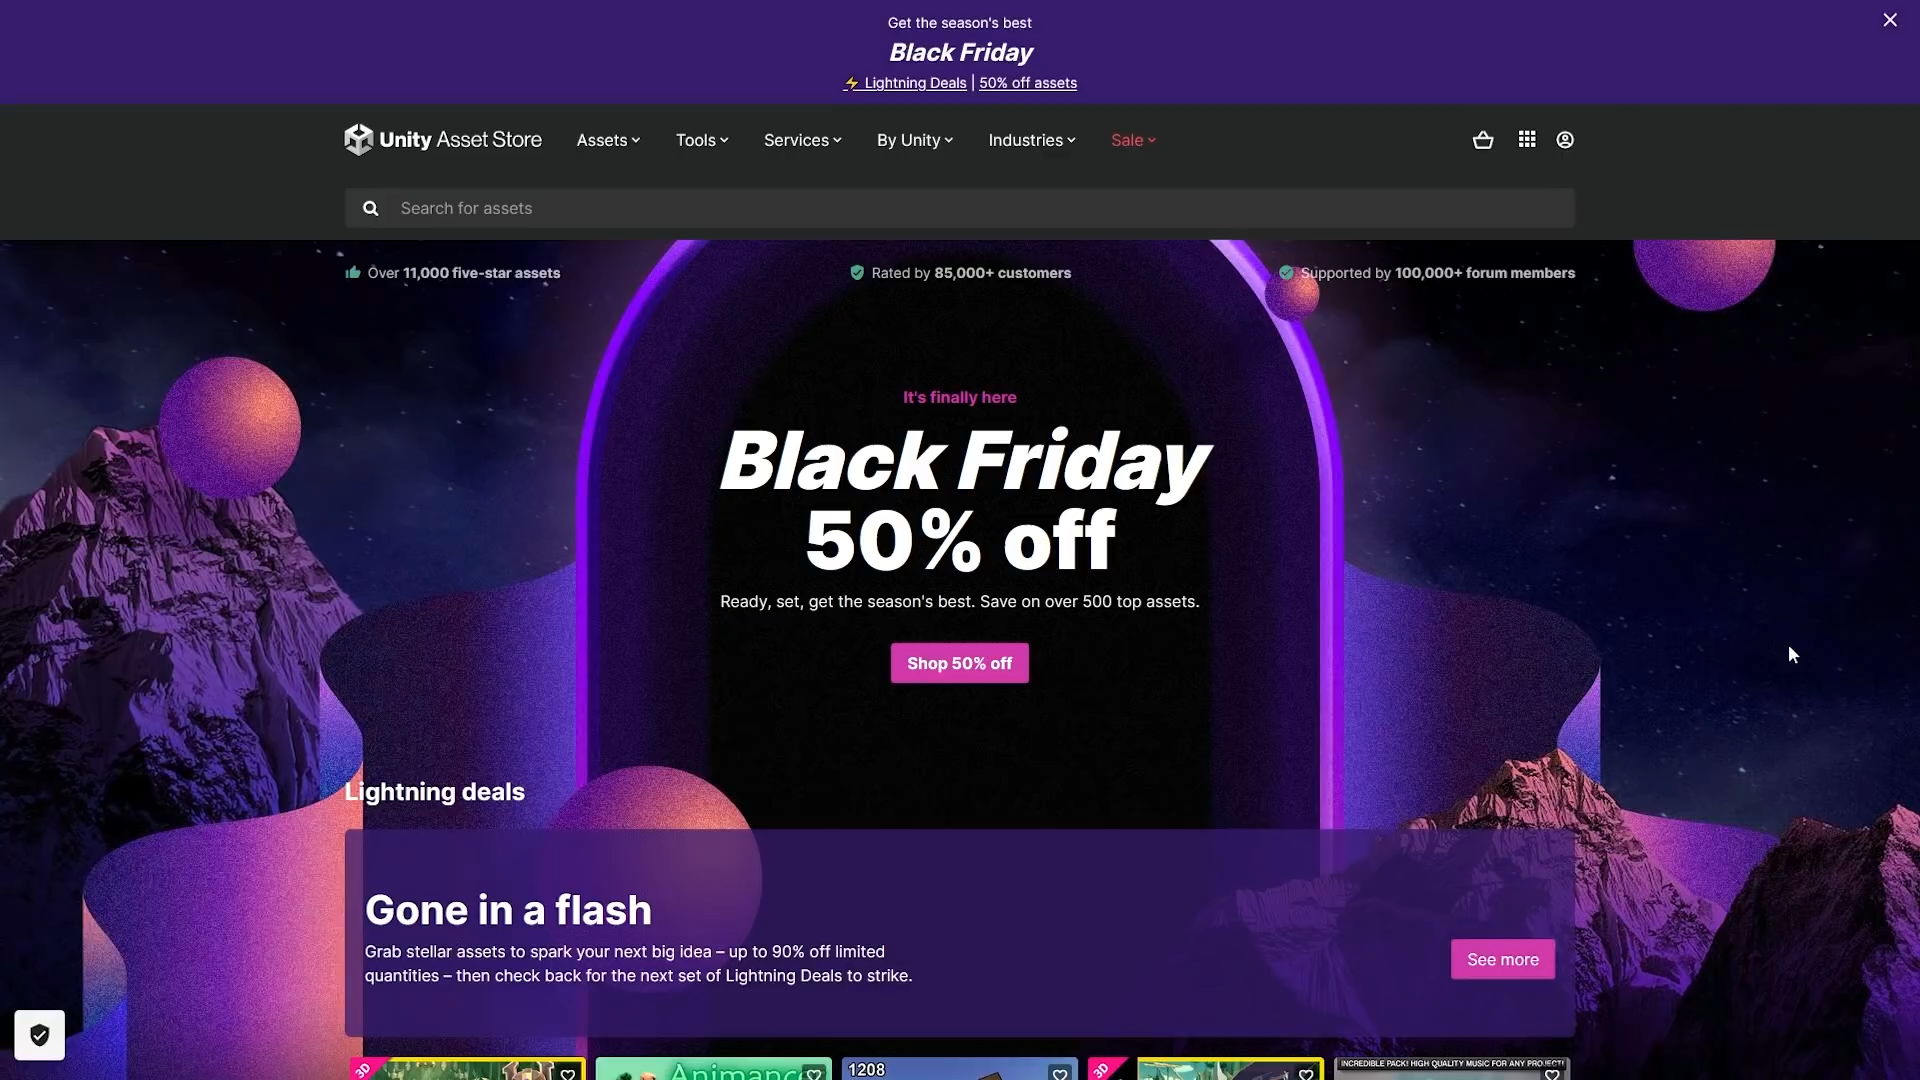 Get the season's best
Black Friday
⚡ Lightning Deals | 50% off assets
Unity Asset Store
Assets
Tools
Services
By Unity
Industries
Sale
Search for assets
Over 11,000 five-star assets
Rated by 85,000+ customers
Supported by 100,000+ forum members
It's finally here
Black Friday
50% off
Ready, set, get the season's best. Save on over 500 top assets.
Shop 50% off
Lightning deals
Gone in a flash
Grab stellar assets to spark your next big idea – up to 90% off limited
quantities – then check back for the next set of Lightning Deals to strike.
See more
3D
Animanc
1208
3D
INCREDIBLE PACK! HIGH QUALITY MUSIC FOR ANY PROJECT!